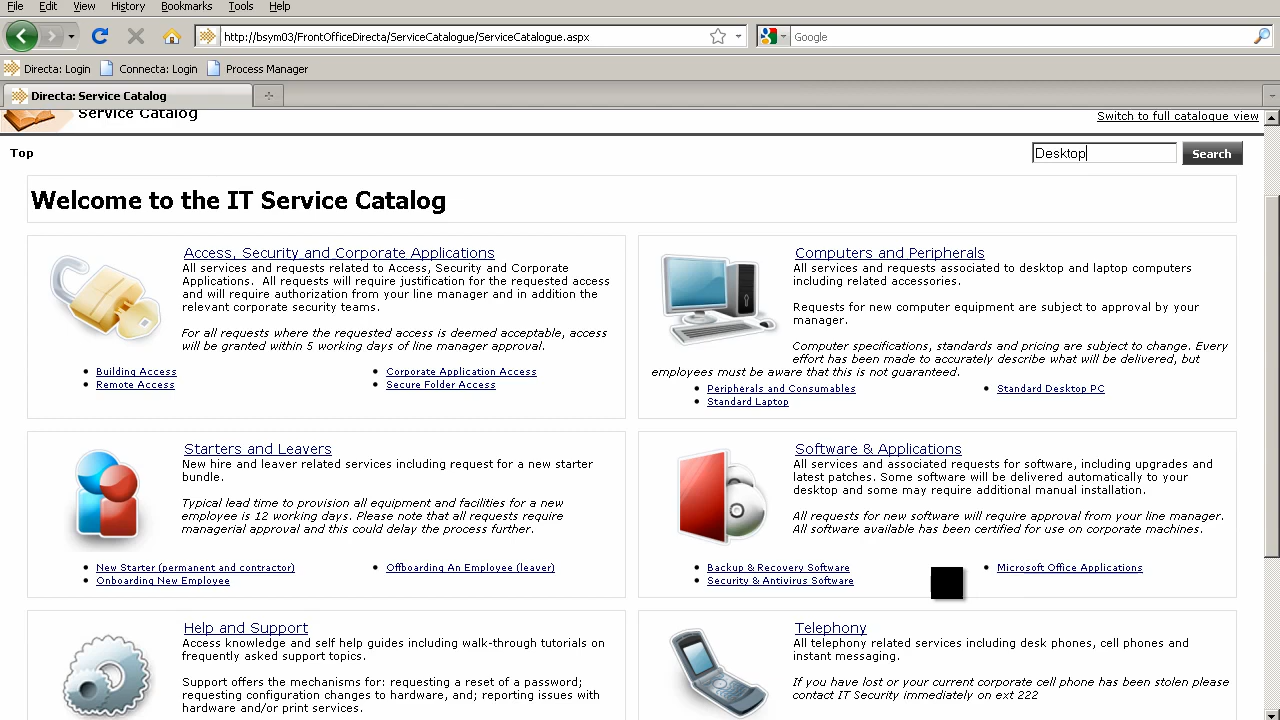 File Edit View History Bookmarks Tools Help
http://bsym03/FrontOfficeDirecta/ServiceCatalogue/ServiceCatalogue.aspx
Google
Directa: Login Connecta: Login Process Manager
Directa: Service Catalog
Service Catalog
Switch to full catalogue view
Top
Desktop
Search
Welcome to the IT Service Catalog
Access, Security and Corporate Applications
All services and requests related to Access, Security and Corporate
Applications. All requests will require justification for the requested access
and will require authorization from your line manager and in addition the
relevant corporate security teams.
For all requests where the requested access is deemed acceptable, access
will be granted within 5 working days of line manager approval.
Building Access
Remote Access
Corporate Application Access
Secure Folder Access
Computers and Peripherals
All services and requests associated to desktop and laptop computers
including related accessories.
Requests for new computer equipment are subject to approval by your
manager.
Computer specifications, standards and pricing are subject to change. Every
effort has been made to accurately describe what will be delivered, but
employees must be aware that this is not guaranteed.
Peripherals and Consumables
Standard Laptop
Standard Desktop PC
Starters and Leavers
New hire and leaver related services including request for a new starter
bundle.
Typical lead time to provision all equipment and facilities for a new
employee is 12 working days. Please note that all requests require
managerial approval and this could delay the process further.
New Starter (permanent and contractor)
Onboarding New Employee
Offboarding An Employee (leaver)
Software & Applications
All services and associated requests for software, including upgrades and
latest patches. Some software will be delivered automatically to your
desktop and some may require additional manual installation.
All requests for new software will require approval from your line manager.
All software available has been certified for use on corporate machines.
Backup & Recovery Software
Security & Antivirus Software
Microsoft Office Applications
Help and Support
Access knowledge and self help guides including walk-through tutorials on
frequently asked support topics.
Support offers the mechanisms for: requesting a reset of a password;
requesting configuration changes to hardware, and; reporting issues with
hardware and/or print services.
Telephony
All telephony related services including desk phones, cell phones and
instant messaging.
If you have lost or your current corporate cell phone has been stolen please
contact IT Security immediately on ext 222